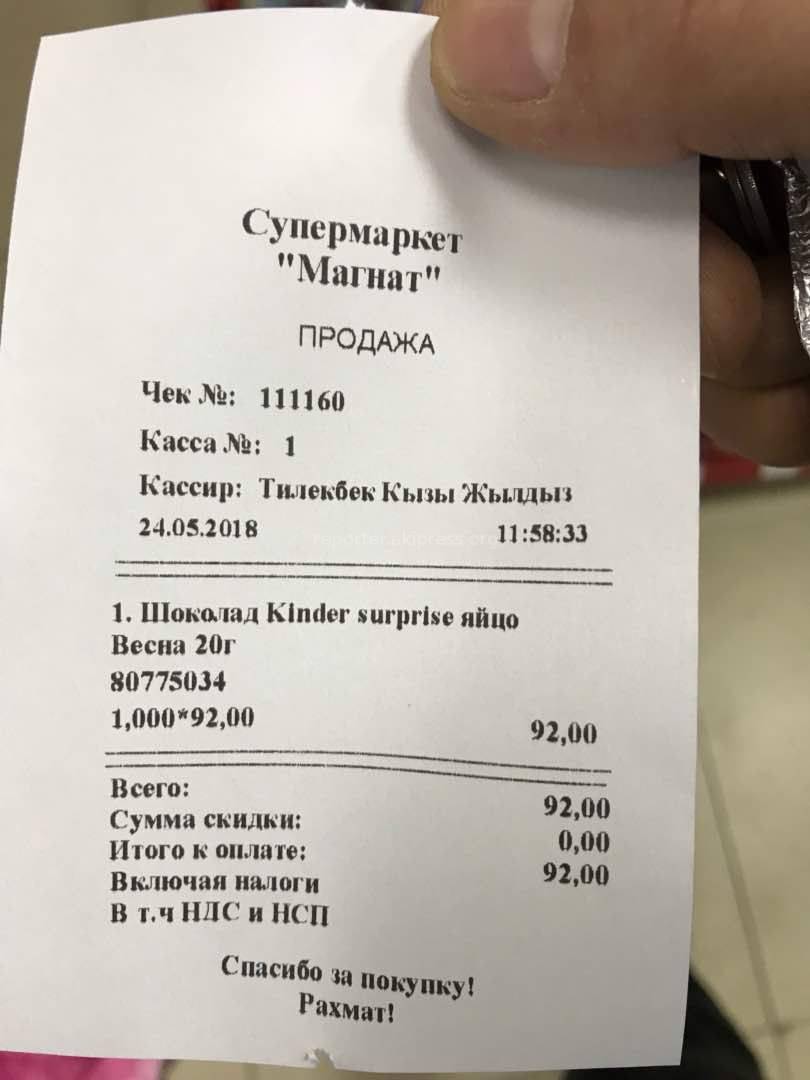 Супермаркет
"Магнат"
ПРОДАЖА
Чек №: 111160
Касса №: 1
Кассир: Тилекбек Кызы Жылдыз
24.05.2018 11:58:33
1. Шоколад Kinder surprise яйцо
Весна 20г
80775034
1,000*92,00 92,00
Всего: 92,00
Сумма скидки: 0,00
Итого к оплате: 92,00
Включая налоги
В т.ч НДС и НСП
Спасибо за покупку!
Рахмат!